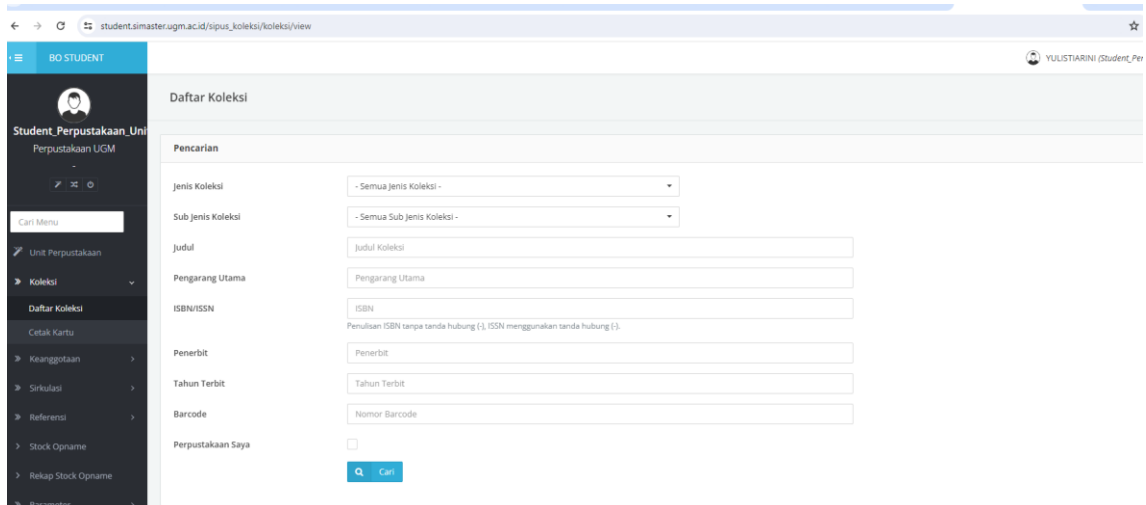 student.simaster.ugm.ac.id/sipus_koleksi/koleksi/view
BO STUDENT
YULISTIARINI (Student_Per
Student_Perpustakaan_Uni
Perpustakaan UGM
-
Cari Menu
Unit Perpustakaan
Koleksi
Daftar Koleksi
Cetak Kartu
Keanggotaan
Sirkulasi
Referensi
Stock Opname
Rekap Stock Opname
Parameter
Daftar Koleksi
Pencarian
Jenis Koleksi - Semua Jenis Koleksi -
Sub Jenis Koleksi - Semua Sub Jenis Koleksi -
Judul Judul Koleksi
Pengarang Utama Pengarang Utama
ISBN/ISSN ISBN
Penulisan ISBN tanpa tanda hubung (-), ISSN menggunakan tanda hubung (-).
Penerbit Penerbit
Tahun Terbit Tahun Terbit
Barcode Nomor Barcode
Perpustakaan Saya
Cari